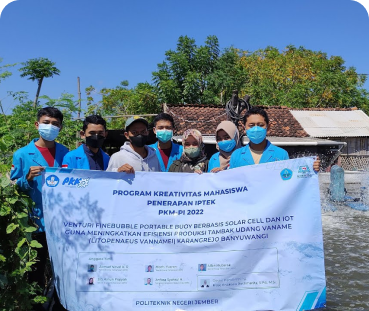 PKM
PROGRAM KREATIVITAS MAHASISWA
PENERAPAN IPTEK
PKM-PI 2022
VENTURI FINEBUBBLE PORTABLE BUOY BERBASIS SOLAR CELL DAN IOT
GUNA MENINGKATKAN EFISIENSI PRODUKSI TAMBAK UDANG VANAME
(LITOPENAEUS VANNAMEI) KARANGREJO BANYUWANGI
POLITEKNIK NEGERI JEMBER